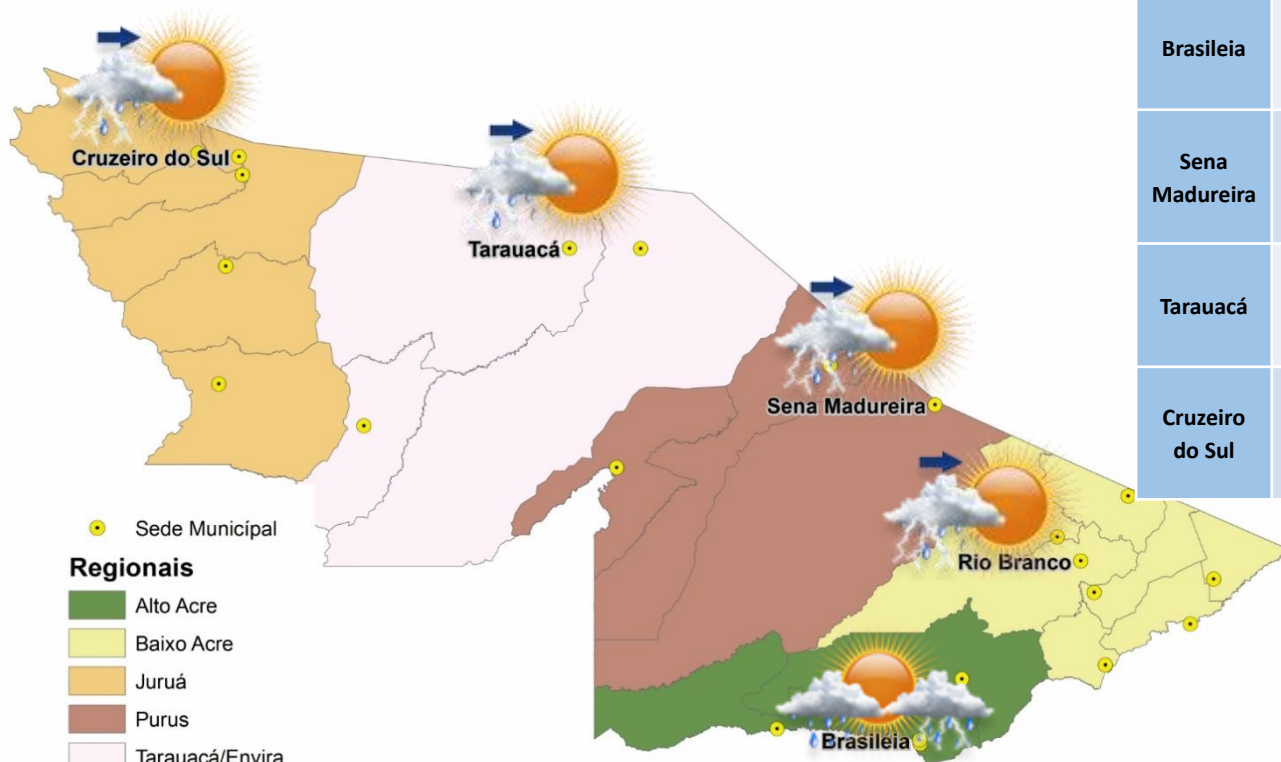 Cruzeiro do Sul
Tarauacá
Sena Madureira
Rio Branco
Brasileia
Sede Municípal
Regionais
Alto Acre
Baixo Acre
Juruá
Purus
Tarauacá/Envira
Brasileia
Sena
Madureira
Tarauacá
Cruzeiro
do Sul